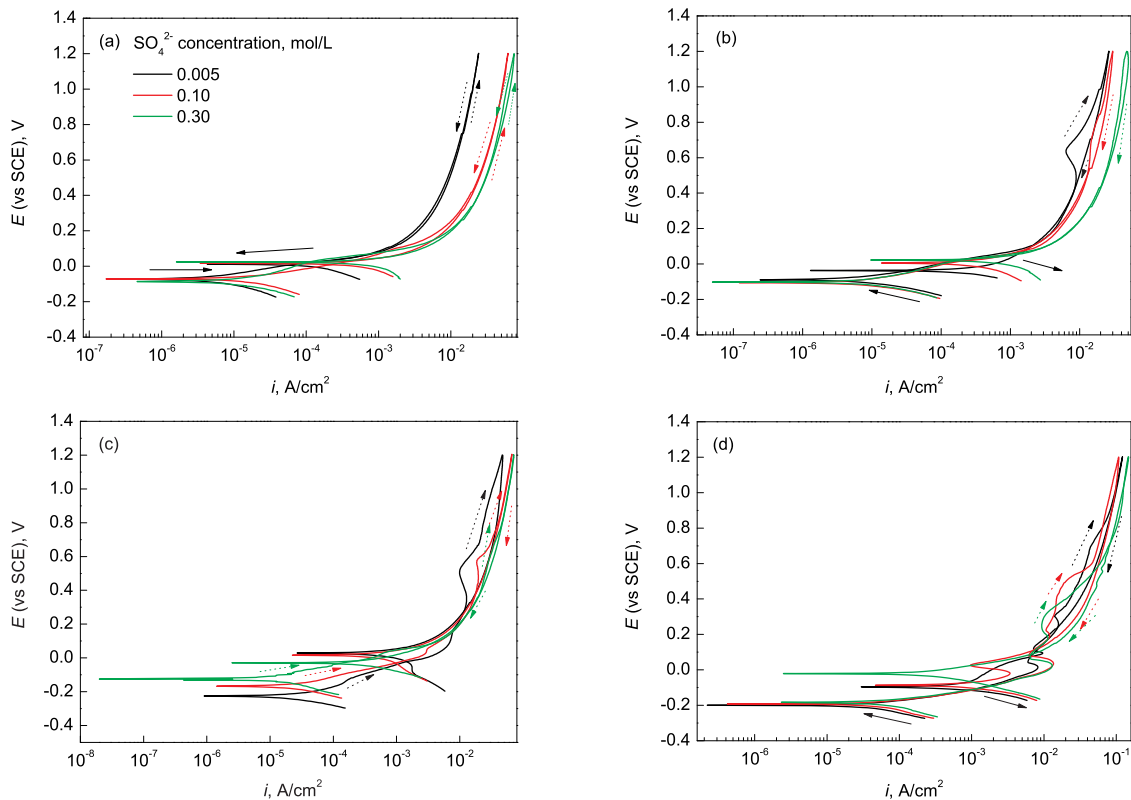 (a) SO₄²⁻ concentration, mol/L
0.005
0.10
0.30
1.4
1.2
1.0
0.8
0.6
0.4
0.2
0.0
-0.2
-0.4
E (vs SCE), V
10⁻⁷ 10⁻⁶ 10⁻⁵ 10⁻⁴ 10⁻³ 10⁻²
i, A/cm²
(b)
1.4
1.2
1.0
0.8
0.6
0.4
0.2
0.0
-0.2
-0.4
E (vs SCE), V
10⁻⁷ 10⁻⁶ 10⁻⁵ 10⁻⁴ 10⁻³ 10⁻²
i, A/cm²
(c)
1.4
1.2
1.0
0.8
0.6
0.4
0.2
0.0
-0.2
-0.4
E (vs SCE), V
10⁻⁸ 10⁻⁷ 10⁻⁶ 10⁻⁵ 10⁻⁴ 10⁻³ 10⁻²
i, A/cm²
(d)
1.4
1.2
1.0
0.8
0.6
0.4
0.2
0.0
-0.2
-0.4
E (vs SCE), V
10⁻⁶ 10⁻⁵ 10⁻⁴ 10⁻³ 10⁻² 10⁻¹
i, A/cm²